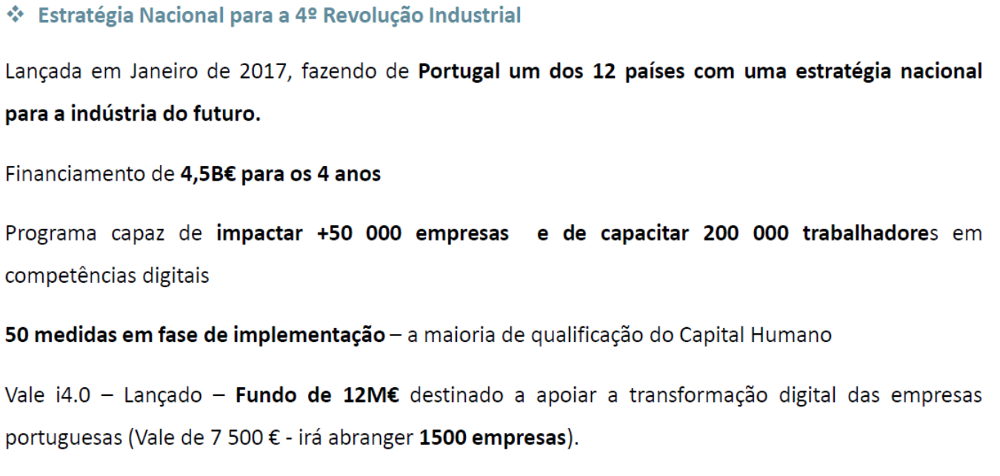 ❖ Estratégia Nacional para a 4º Revolução Industrial
Lançada em Janeiro de 2017, fazendo de Portugal um dos 12 países com uma estratégia nacional
para a indústria do futuro.
Financiamento de 4,5B€ para os 4 anos
Programa capaz de impactar +50 000 empresas e de capacitar 200 000 trabalhadores em
competências digitais
50 medidas em fase de implementação – a maioria de qualificação do Capital Humano
Vale i4.0 – Lançado – Fundo de 12M€ destinado a apoiar a transformação digital das empresas
portuguesas (Vale de 7 500 € - irá abranger 1500 empresas).